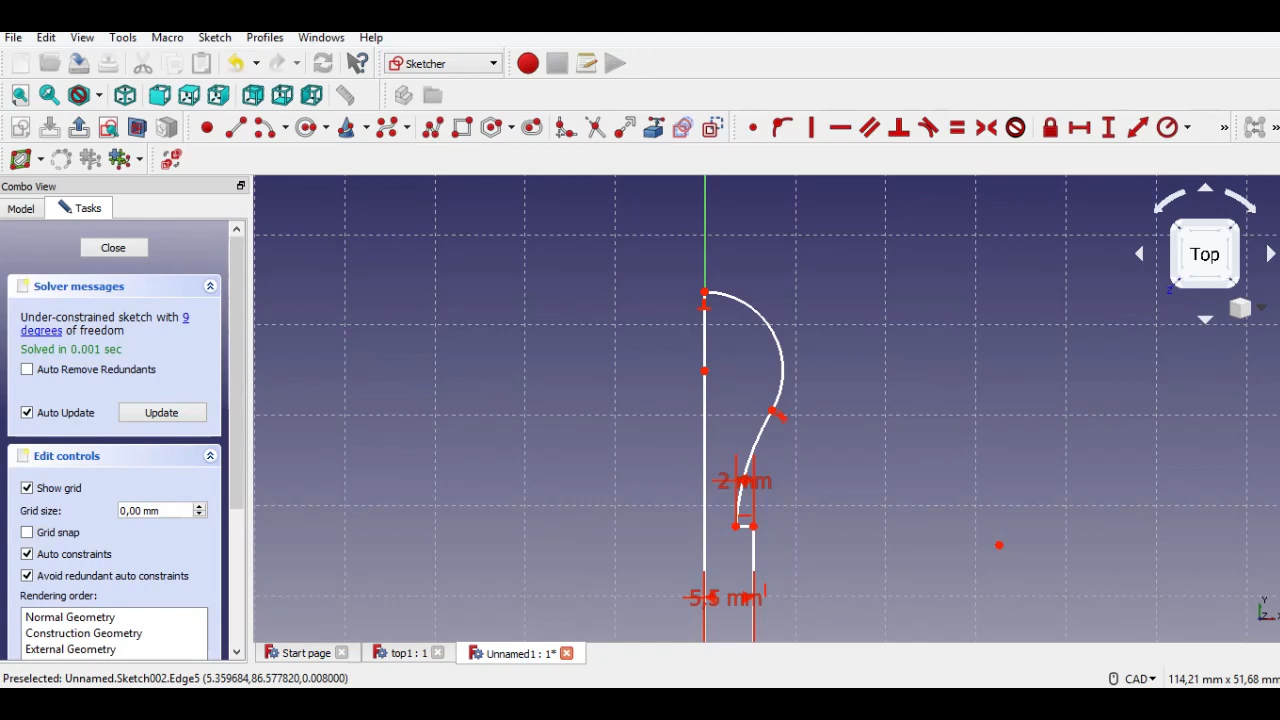 File Edit View Tools Macro Sketch Profiles Windows Help
Sketcher
Combo View
Model Tasks
Close
Solver messages
Under-constrained sketch with 9
degrees of freedom
Solved in 0.001 sec
Auto Remove Redundants
Auto Update Update
Edit controls
Show grid
Grid size: 0,00 mm
Grid snap
Auto constraints
Avoid redundant auto constraints
Rendering order:
Normal Geometry
Construction Geometry
External Geometry
Top
Z
2 mm
5,5 mm
Y
Z X
Start page top1 : 1 Unnamed1 : 1*
Preselected: Unnamed.Sketch002.Edge5 (5.359684,86.577820,0.008000) CAD 114,21 mm x 51,68 mm